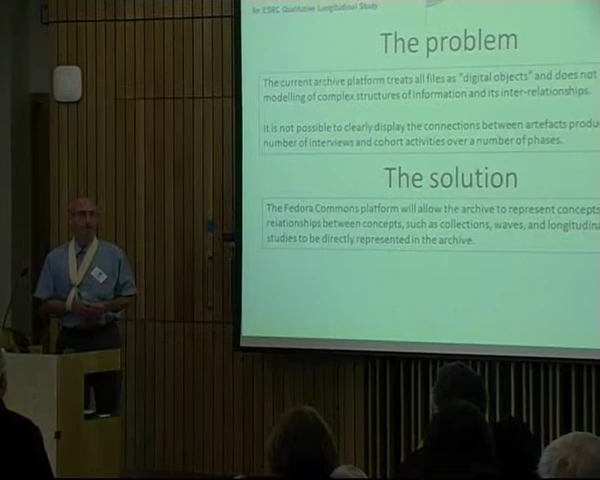 An ESRC Qualitative Longitudinal Study
The problem
The current archive platform treats all files as "digital objects" and does not
modelling of complex structures of information and its inter-relationships.
It is not possible to clearly display the connections between artefacts produ
number of interviews and cohort activities over a number of phases.
The solution
The Fedora Commons platform will allow the archive to represent concepts
relationships between concepts, such as collections, waves, and longitudina
studies to be directly represented in the archive.